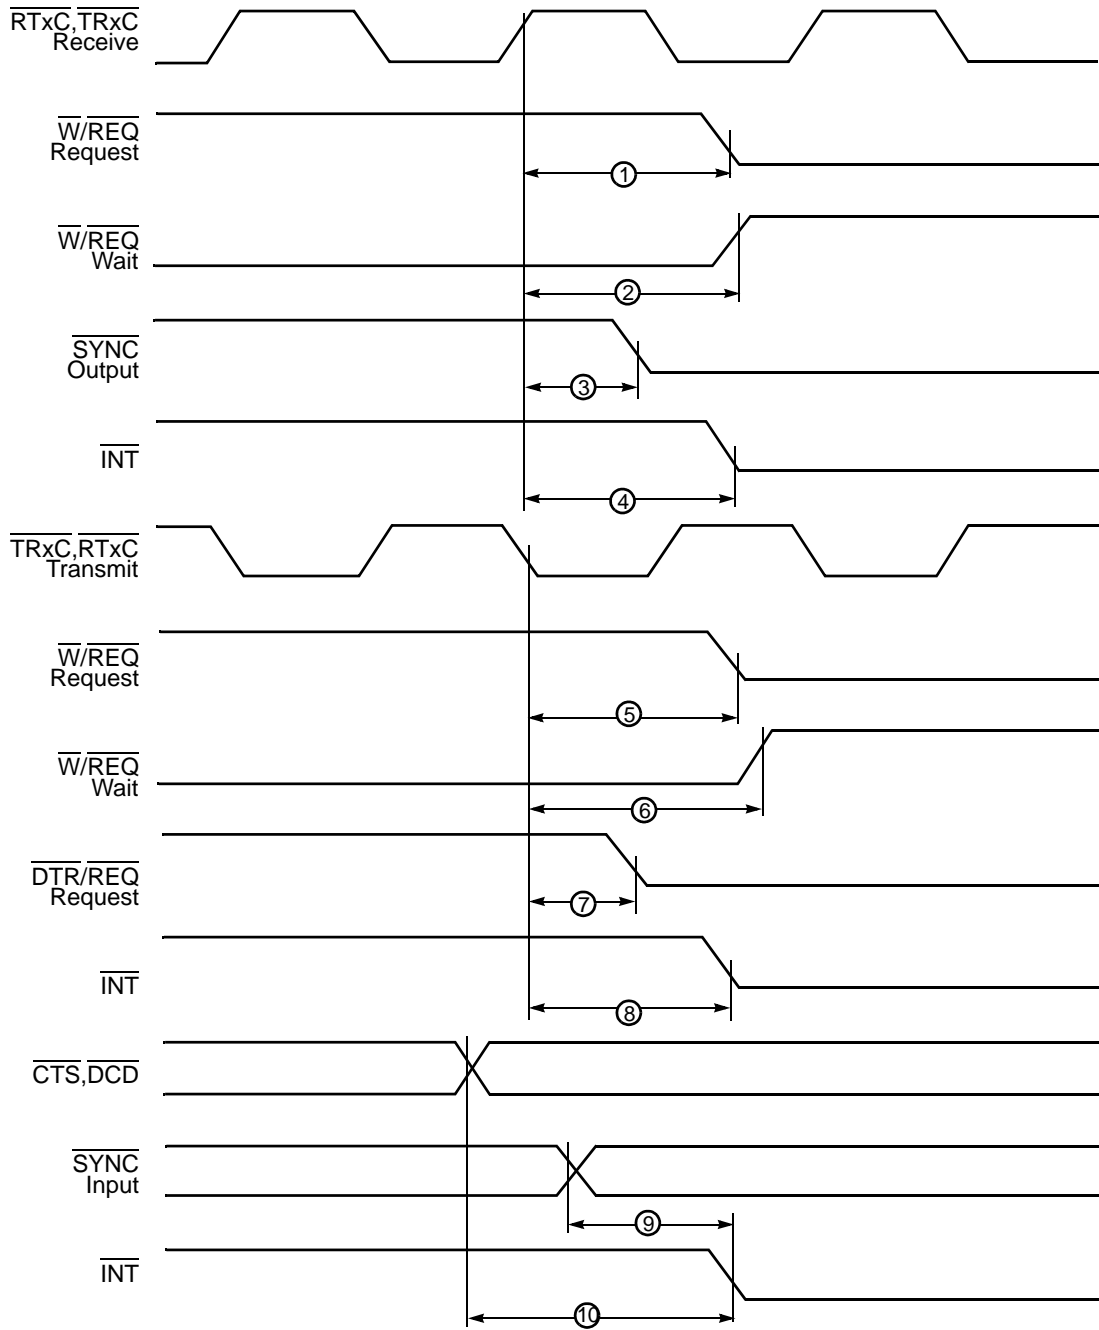 RTxC,TRxC
Receive
W/REQ
Request
1
W/REQ
Wait
2
SYNC
Output
3
INT
4
TRxC,RTxC
Transmit
W/REQ
Request
5
W/REQ
Wait
6
DTR/REQ
Request
7
INT
8
CTS,DCD
SYNC
Input
9
INT
10